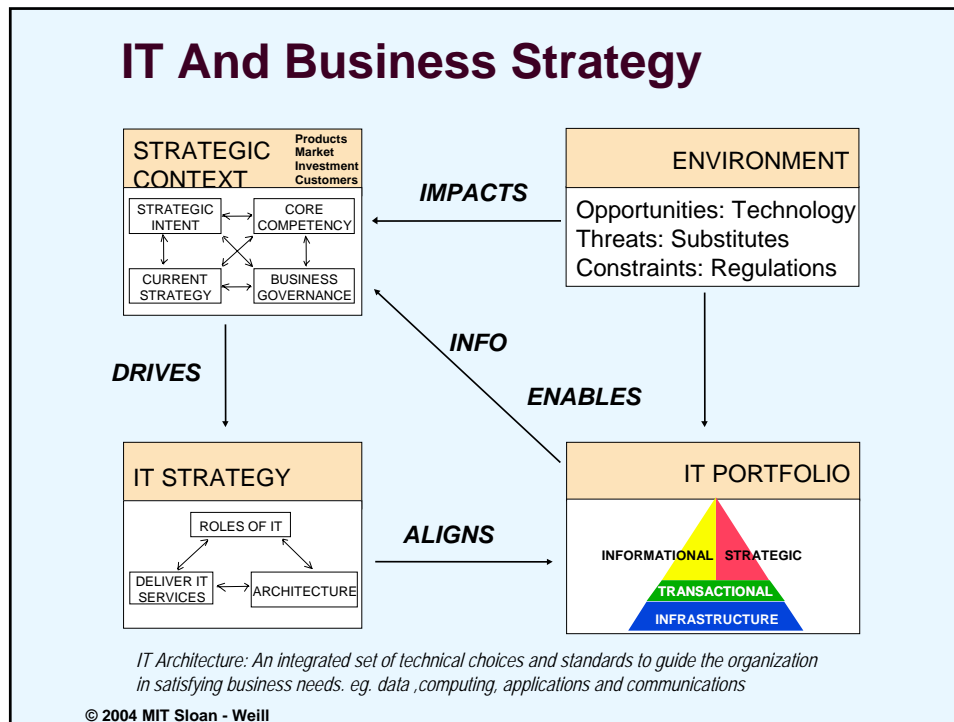 IT And Business Strategy
STRATEGIC
CONTEXT
Products
Market
Investment
Customers
STRATEGIC
INTENT
CORE
COMPETENCY
CURRENT
STRATEGY
BUSINESS
GOVERNANCE
IMPACTS
ENVIRONMENT
Opportunities: Technology
Threats: Substitutes
Constraints: Regulations
DRIVES
INFO
ENABLES
IT STRATEGY
ROLES OF IT
DELIVER IT
SERVICES
ARCHITECTURE
ALIGNS
IT PORTFOLIO
INFORMATIONAL
STRATEGIC
TRANSACTIONAL
INFRASTRUCTURE
IT Architecture: An integrated set of technical choices and standards to guide the organization
in satisfying business needs. eg. data ,computing, applications and communications
© 2004 MIT Sloan - Weill